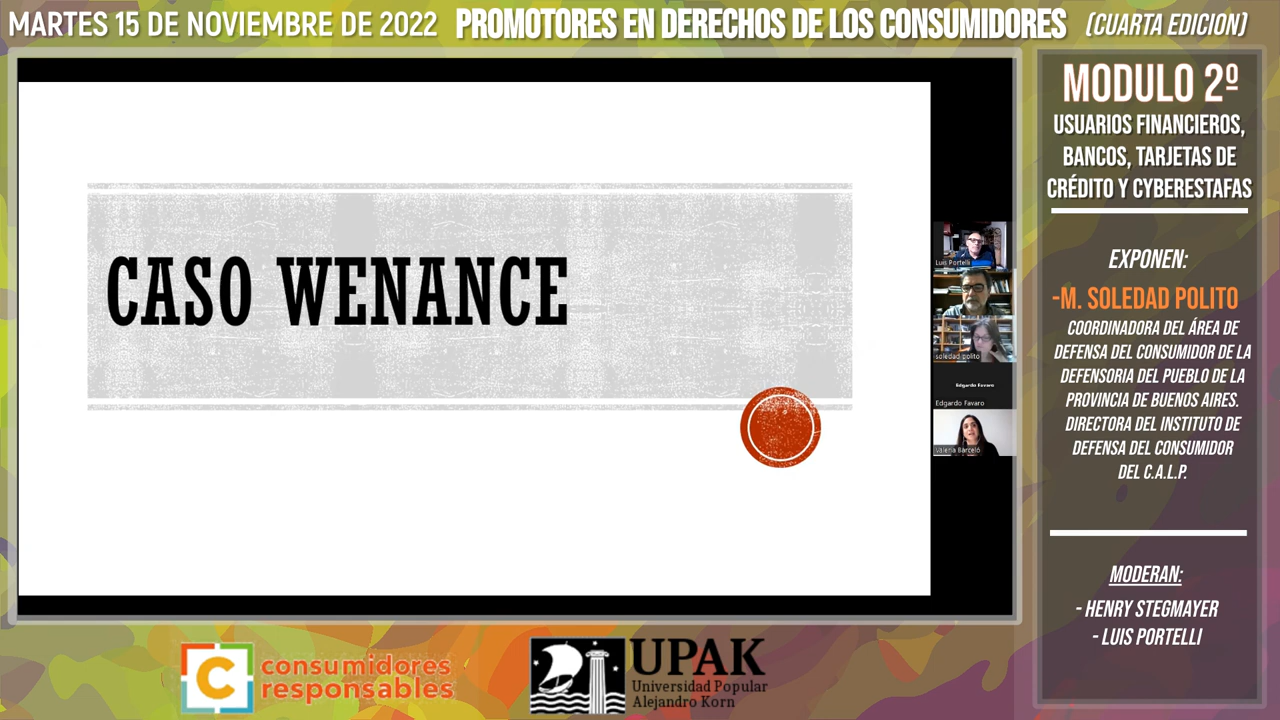 MARTES 15 DE NOVIEMBRE DE 2022 PROMOTORES EN DERECHOS DE LOS CONSUMIDORES (CUARTA EDICION)
CASO WENANCE
Luis Portelli
soledad polito
Edgardo Favaro
Edgardo Favaro
Valeria Barceló
MODULO 2º
USUARIOS FINANCIEROS,
BANCOS, TARJETAS DE
CRÉDITO Y CYBERESTAFAS
EXPONEN:
-M. SOLEDAD POLITO
COORDINADORA DEL ÁREA DE
DEFENSA DEL CONSUMIDOR DE LA
DEFENSORIA DEL PUEBLO DE LA
PROVINCIA DE BUENOS AIRES.
DIRECTORA DEL INSTITUTO DE
DEFENSA DEL CONSUMIDOR
DEL C.A.L.P.
MODERAN:
- HENRY STEGMAYER
- LUIS PORTELLI
C consumidores
responsables
UPAK
Universidad Popular
Alejandro Korn